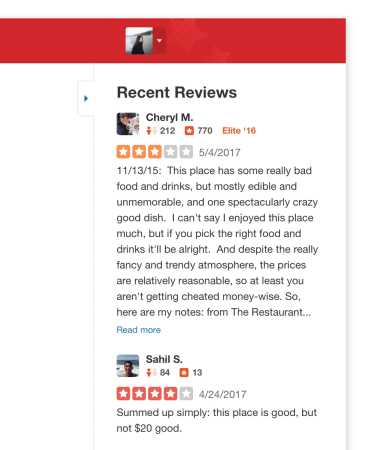 Recent Reviews
Cheryl M.
212 770 Elite '16
5/4/2017
11/13/15:  This place has some really bad
food and drinks, but mostly edible and
unmemorable, and one spectacularly crazy
good dish.  I can't say I enjoyed this place
much, but if you pick the right food and
drinks it'll be alright.  And despite the really
fancy and trendy atmosphere, the prices
are relatively reasonable, so at least you
aren't getting cheated money-wise. So,
here are my notes: from The Restaurant...
Read more
Sahil S.
84 13
4/24/2017
Summed up simply: this place is good, but
not $20 good.